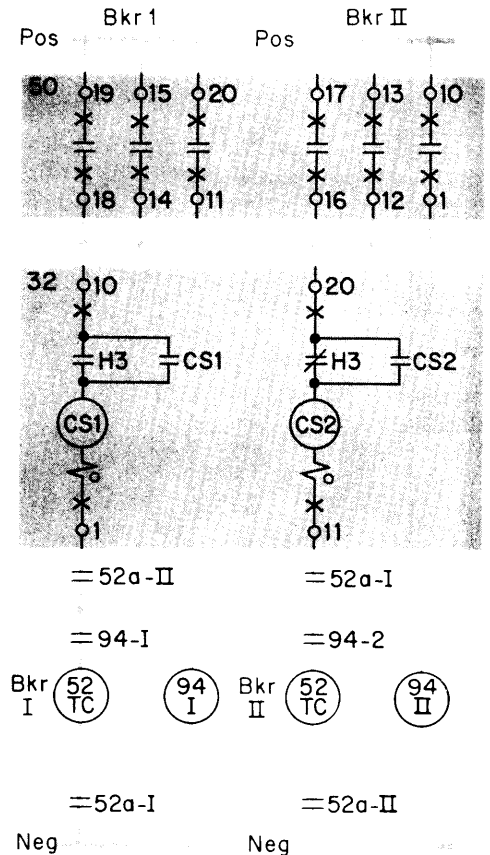 Bkr 1 Bkr II
Pos Pos
50 19 15 20 17 13 10
18 14 11 16 12 1
32 10 20
H3 CS1 H3 CS2
CS1 CS2
1 11
52a-II 52a-I
94-I 94-2
Bkr I 52 TC 94 I Bkr II 52 TC 94 II
52a-I 52a-II
Neg Neg